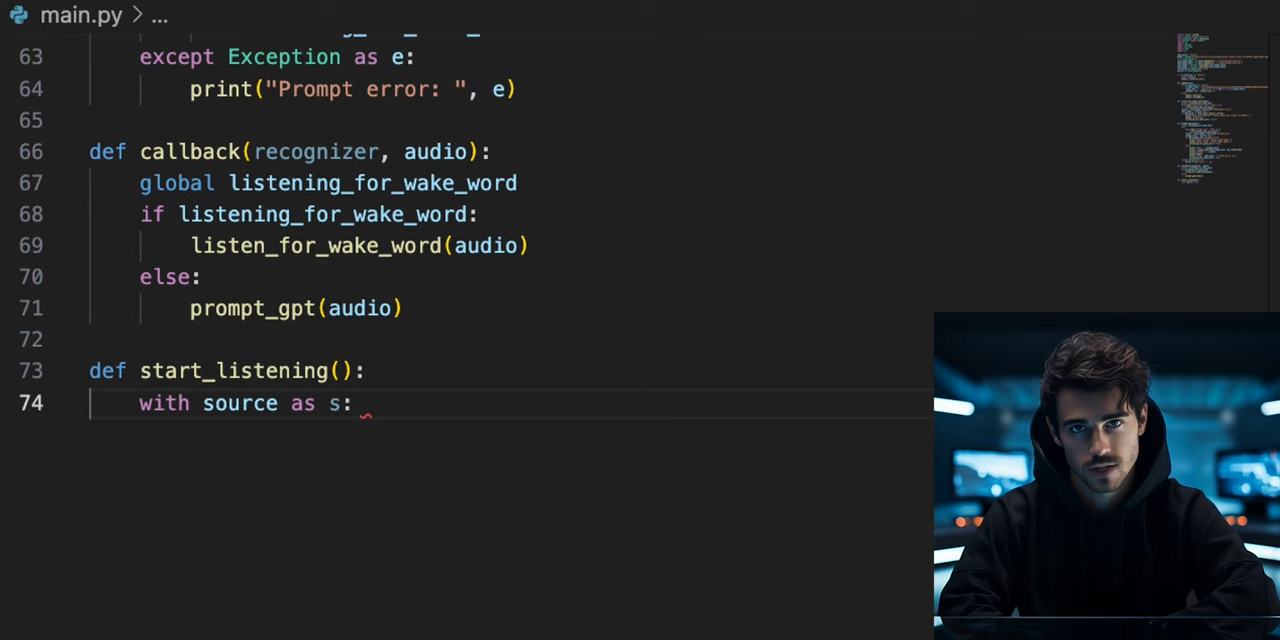 main.py > ...
63 except Exception as e:
64 print("Prompt error: ", e)
65
66 def callback(recognizer, audio):
67 global listening_for_wake_word
68 if listening_for_wake_word:
69 listen_for_wake_word(audio)
70 else:
71 prompt_gpt(audio)
72
73 def start_listening():
74 with source as s: